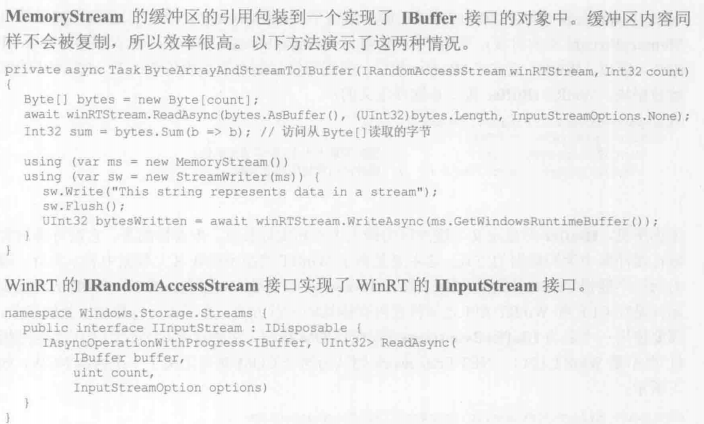 MemoryStream 的缓冲区的引用包装到一个实现了 IBuffer 接口的对象中。缓冲区内容同
样不会被复制，所以效率很高。以下方法演示了这两种情况。
private async Task ByteArrayAndStreamToIBuffer(IRandomAccessStream winRTStream, Int32 count)
{
Byte[] bytes = new Byte[count];
await winRTStream.ReadAsync(bytes.AsBuffer(), (UInt32)bytes.Length, InputStreamOptions.None);
Int32 sum = bytes.Sum(b => b); // 访问从 Byte[]读取的字节
using (var ms = new MemoryStream())
using (var sw = new StreamWriter(ms)) {
sw.Write("This string represents data in a stream");
sw.Flush();
UInt32 bytesWritten = await winRTStream.WriteAsync(ms.GetWindowsRuntimeBuffer());
}
}
WinRT 的 IRandomAccessStream 接口实现了 WinRT 的 IInputStream 接口。
namespace Windows.Storage.Streams {
public interface IInputStream : IDisposable {
IAsyncOperationWithProgress<IBuffer, UInt32> ReadAsync(
IBuffer buffer,
uint count,
InputStreamOption options)
}
}